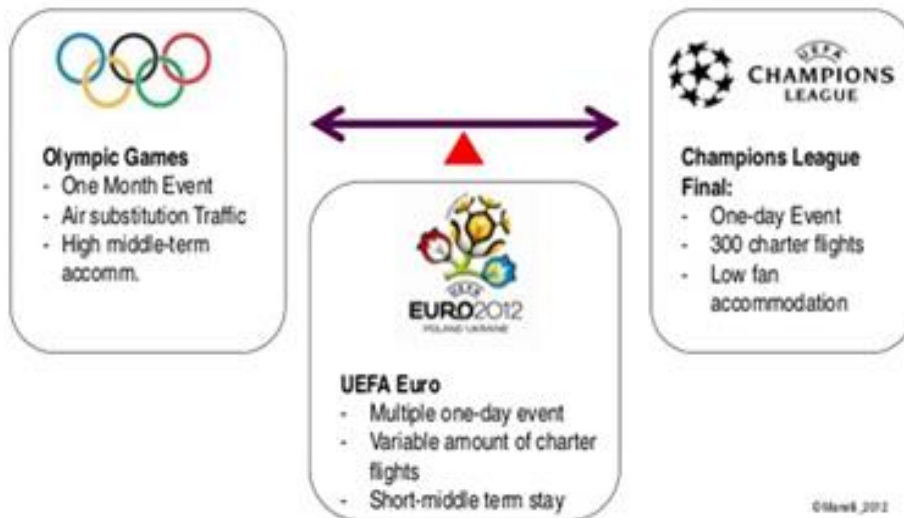 Olympic Games
- One Month Event
- Air substitution Traffic
- High middle-term
accomm.
UEFA
CHAMPIONS
LEAGUE
Champions League
Final:
- One-day Event
- 300 charter flights
- Low fan
accommodation
UEFA
EURO2012
POLAND-UKRAINE
UEFA Euro
- Multiple one-day event
- Variable amount of charter
flights
- Short-middle term stay